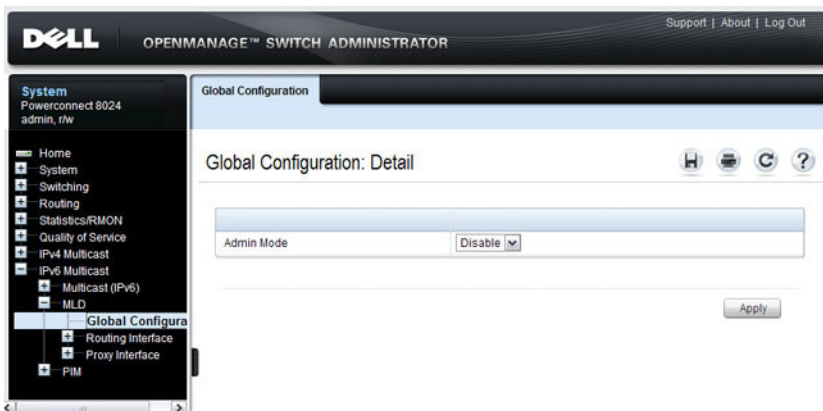 Support | About | Log Out
DELL
OPENMANAGE™ SWITCH ADMINISTRATOR
System
Powerconnect 8024
admin, r/w
Global Configuration
Home
System
Switching
Routing
Statistics/RMON
Quality of Service
IPv4 Multicast
IPv6 Multicast
Multicast (IPv6)
MLD
Global Configura
Routing Interface
Proxy Interface
PIM
Global Configuration: Detail
Admin Mode
Disable
Apply